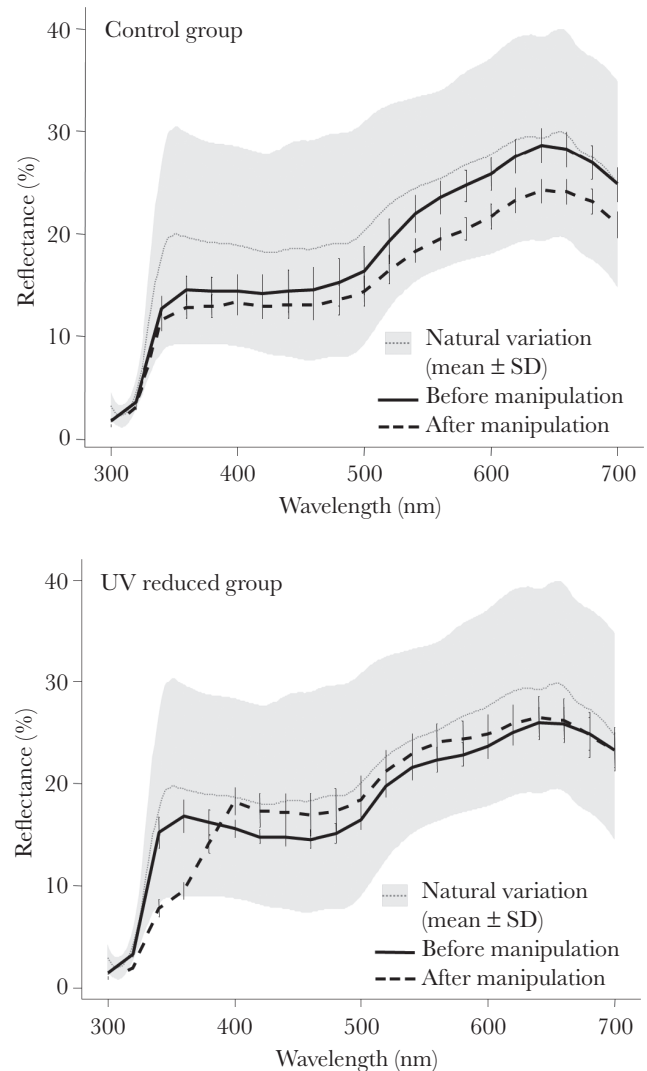 40
Control group
30
Reflectance (%)
20
10
0
Natural variation
(mean ± SD)
Before manipulation
After manipulation
300 400 500 600 700
Wavelength (nm)
40
UV reduced group
30
Reflectance (%)
20
10
0
Natural variation
(mean ± SD)
Before manipulation
After manipulation
300 400 500 600 700
Wavelength (nm)